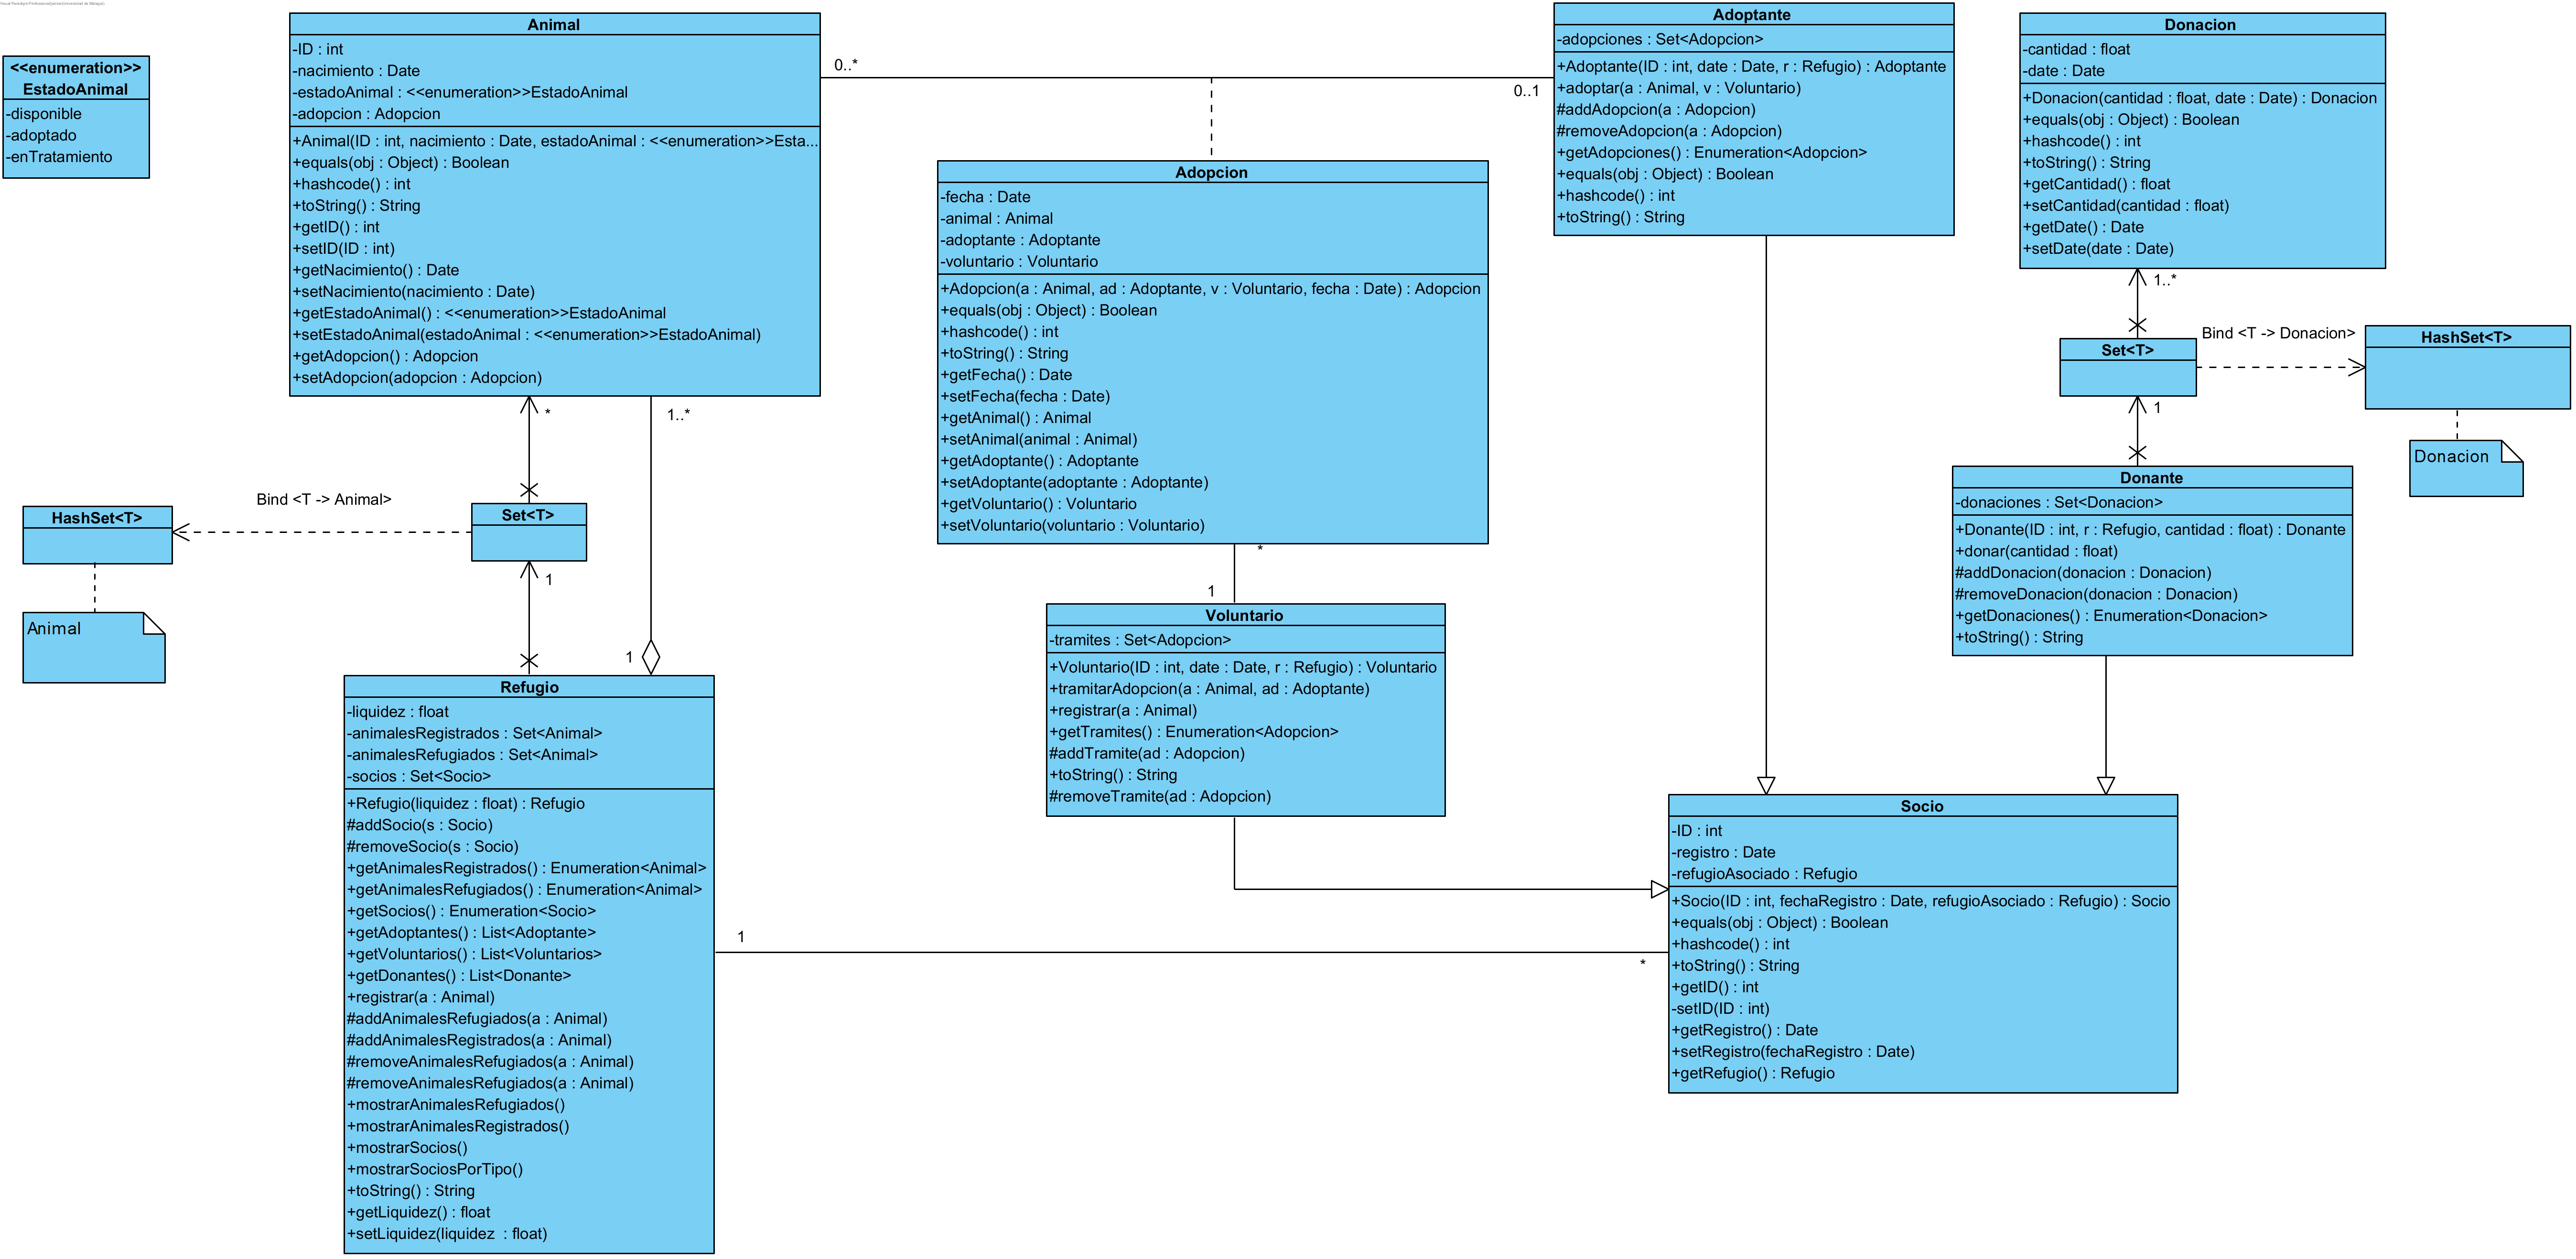 Visual Paradigm Professional(jaime(Universidad de Málaga))
<<enumeration>>
EstadoAnimal
-disponible
-adoptado
-enTratamiento
Animal
-ID : int
-nacimiento : Date
-estadoAnimal : <<enumeration>>EstadoAnimal
-adopcion : Adopcion
+Animal(ID : int, nacimiento : Date, estadoAnimal : <<enumeration>>Esta...
+equals(obj : Object) : Boolean
+hashcode() : int
+toString() : String
+getID() : int
+setID(ID : int)
+getNacimiento() : Date
+setNacimiento(nacimiento : Date)
+getEstadoAnimal() : <<enumeration>>EstadoAnimal
+setEstadoAnimal(estadoAnimal : <<enumeration>>EstadoAnimal)
+getAdopcion() : Adopcion
+setAdopcion(adopcion : Adopcion)
0..*
0..1
Adopcion
-fecha : Date
-animal : Animal
-adoptante : Adoptante
-voluntario : Voluntario
+Adopcion(a : Animal, ad : Adoptante, v : Voluntario, fecha : Date) : Adopcion
+equals(obj : Object) : Boolean
+hashcode() : int
+toString() : String
+getFecha() : Date
+setFecha(fecha : Date)
+getAnimal() : Animal
+setAnimal(animal : Animal)
+getAdoptante() : Adoptante
+setAdoptante(adoptante : Adoptante)
+getVoluntario() : Voluntario
+setVoluntario(voluntario : Voluntario)
Adoptante
-adopciones : Set<Adopcion>
+Adoptante(ID : int, date : Date, r : Refugio) : Adoptante
+adoptar(a : Animal, v : Voluntario)
#addAdopcion(a : Adopcion)
#removeAdopcion(a : Adopcion)
+getAdopciones() : Enumeration<Adopcion>
+equals(obj : Object) : Boolean
+hashcode() : int
+toString() : String
Donacion
-cantidad : float
-date : Date
+Donacion(cantidad : float, date : Date) : Donacion
+equals(obj : Object) : Boolean
+hashcode() : int
+toString() : String
+getCantidad() : float
+setCantidad(cantidad : float)
+getDate() : Date
+setDate(date : Date)
1..*
Set<T>
Bind <T -> Donacion>
HashSet<T>
Donacion
1
Donante
-donaciones : Set<Donacion>
+Donante(ID : int, r : Refugio, cantidad : float) : Donante
+donar(cantidad : float)
#addDonacion(donacion : Donacion)
#removeDonacion(donacion : Donacion)
+getDonaciones() : Enumeration<Donacion>
+toString() : String
*
1..*
Bind <T -> Animal>
HashSet<T>
Set<T>
Animal
1
1
*
1
Voluntario
-tramites : Set<Adopcion>
+Voluntario(ID : int, date : Date, r : Refugio) : Voluntario
+tramitarAdopcion(a : Animal, ad : Adoptante)
+registrar(a : Animal)
+getTramites() : Enumeration<Adopcion>
#addTramite(ad : Adopcion)
+toString() : String
#removeTramite(ad : Adopcion)
Refugio
-liquidez : float
-animalesRegistrados : Set<Animal>
-animalesRefugiados : Set<Animal>
-socios : Set<Socio>
+Refugio(liquidez : float) : Refugio
#addSocio(s : Socio)
#removeSocio(s : Socio)
+getAnimalesRegistrados() : Enumeration<Animal>
+getAnimalesRefugiados() : Enumeration<Animal>
+getSocios() : Enumeration<Socio>
+getAdoptantes() : List<Adoptante>
+getVoluntarios() : List<Voluntarios>
+getDonantes() : List<Donante>
+registrar(a : Animal)
#addAnimalesRefugiados(a : Animal)
#addAnimalesRegistrados(a : Animal)
#removeAnimalesRefugiados(a : Animal)
#removeAnimalesRefugiados(a : Animal)
+mostrarAnimalesRefugiados()
+mostrarAnimalesRegistrados()
+mostrarSocios()
+mostrarSociosPorTipo()
+toString() : String
+getLiquidez() : float
+setLiquidez(liquidez : float)
1
*
Socio
-ID : int
-registro : Date
-refugioAsociado : Refugio
+Socio(ID : int, fechaRegistro : Date, refugioAsociado : Refugio) : Socio
+equals(obj : Object) : Boolean
+hashcode() : int
+toString() : String
+getID() : int
-setID(ID : int)
+getRegistro() : Date
+setRegistro(fechaRegistro : Date)
+getRefugio() : Refugio